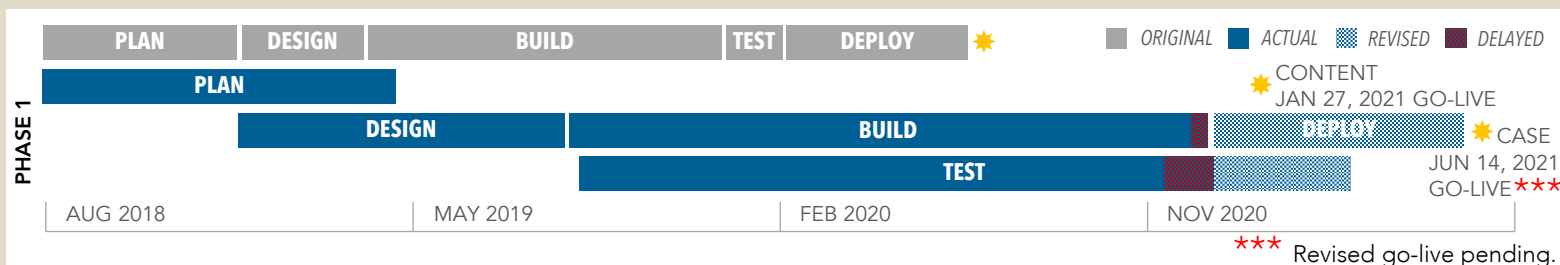 PLAN DESIGN BUILD TEST DEPLOY
ORIGINAL ACTUAL REVISED DELAYED
PHASE 1
PLAN
CONTENT
JAN 27, 2021 GO-LIVE
DESIGN BUILD DEPLOY
CASE
JUN 14, 2021
GO-LIVE***
TEST
AUG 2018 MAY 2019 FEB 2020 NOV 2020
*** Revised go-live pending.